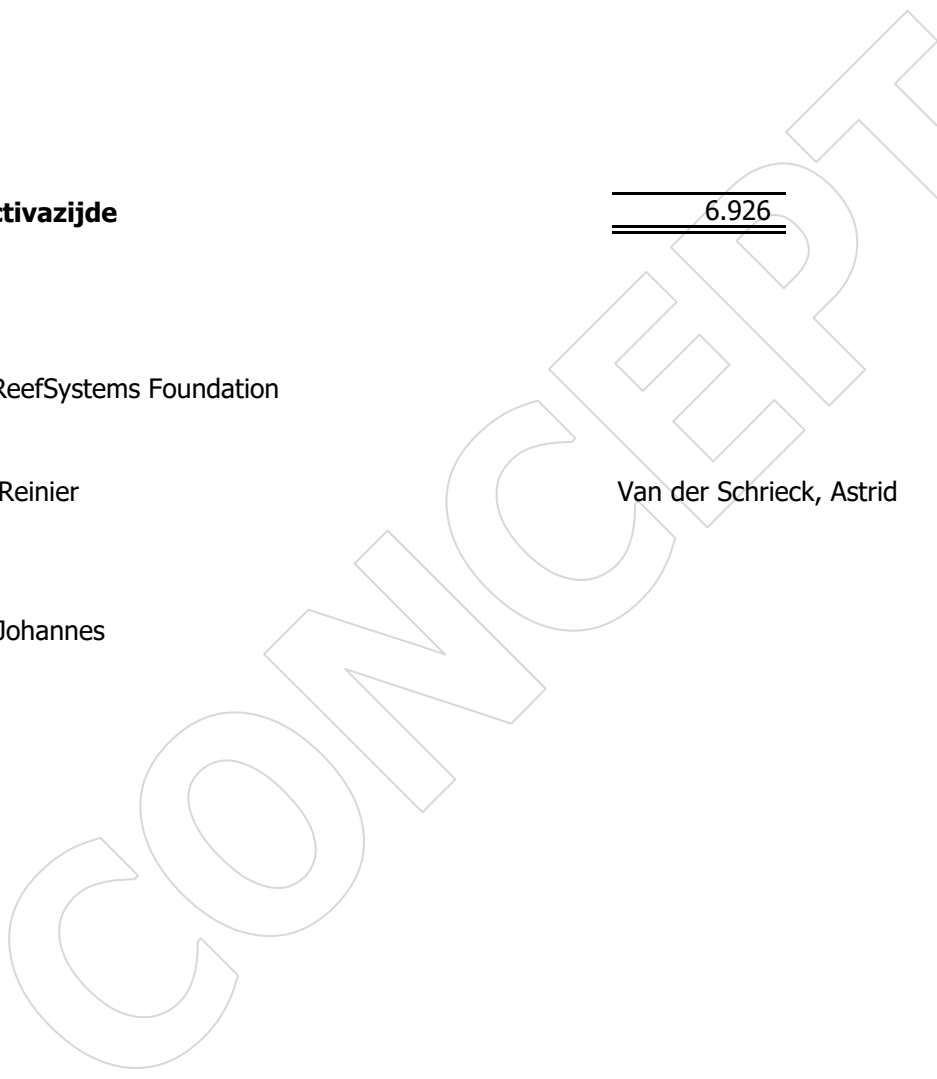 ctivazijde 6.926
ReefSystems Foundation
Reinier Van der Schrieck, Astrid
Johannes
CONCEPT